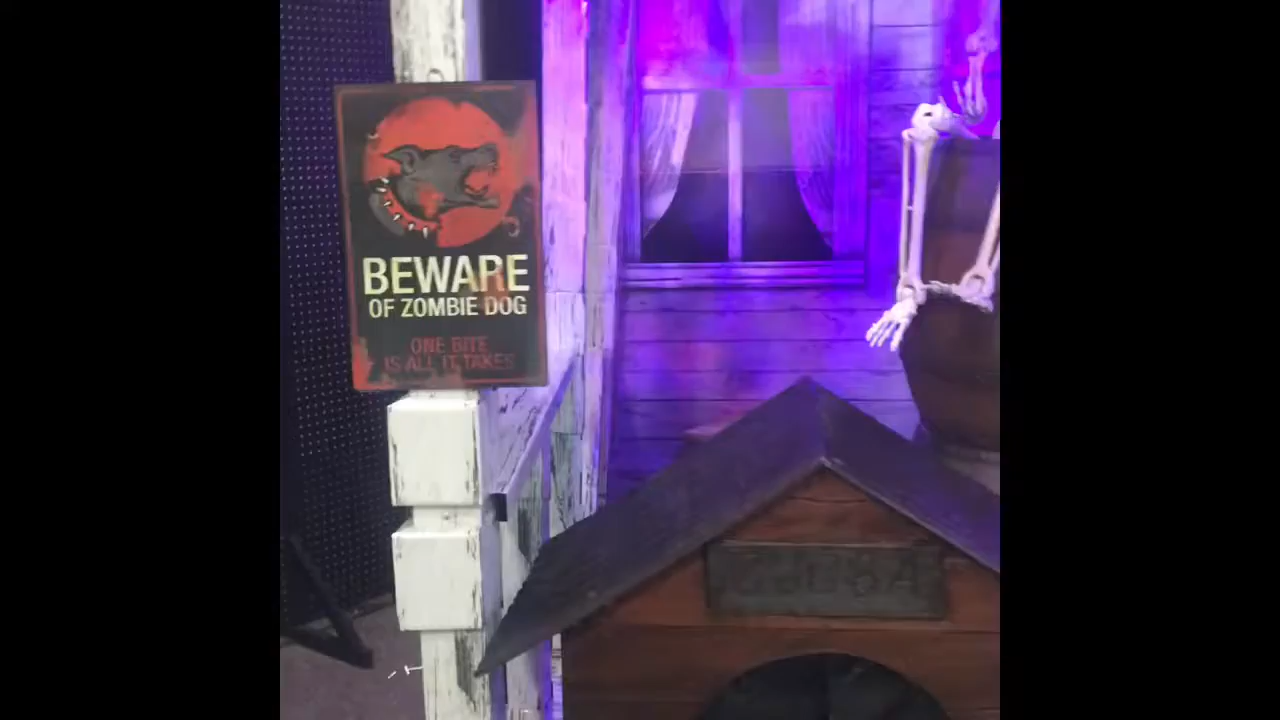 BEWARE
OF ZOMBIE DOG
ONE BITE
IS ALL IT TAKES